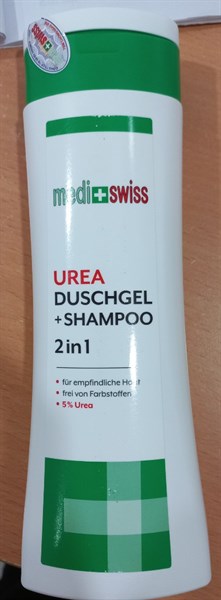 medi+swiss
UREA
DUSCHGEL
+SHAMPOO
2in1
• für empfindliche Haut
• frei von Farbstoffen
• 5% Urea